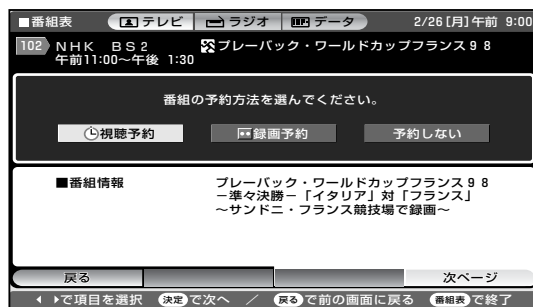 ■番組表 テレビ ラジオ データ 2/26[月]午前 9:00
102 NHK BS2 プレーバック・ワールドカップフランス98
午前11:00～午後 1:30
番組の予約方法を選んでください。
視聴予約 録画予約 予約しない
■番組情報 プレーバック・ワールドカップフランス98
－準々決勝－「イタリア」対「フランス」
～サンドニ・フランス競技場で録画～
戻る 次ページ
で項目を選択 決定で次へ ／ 戻るで前の画面に戻る 番組表で終了